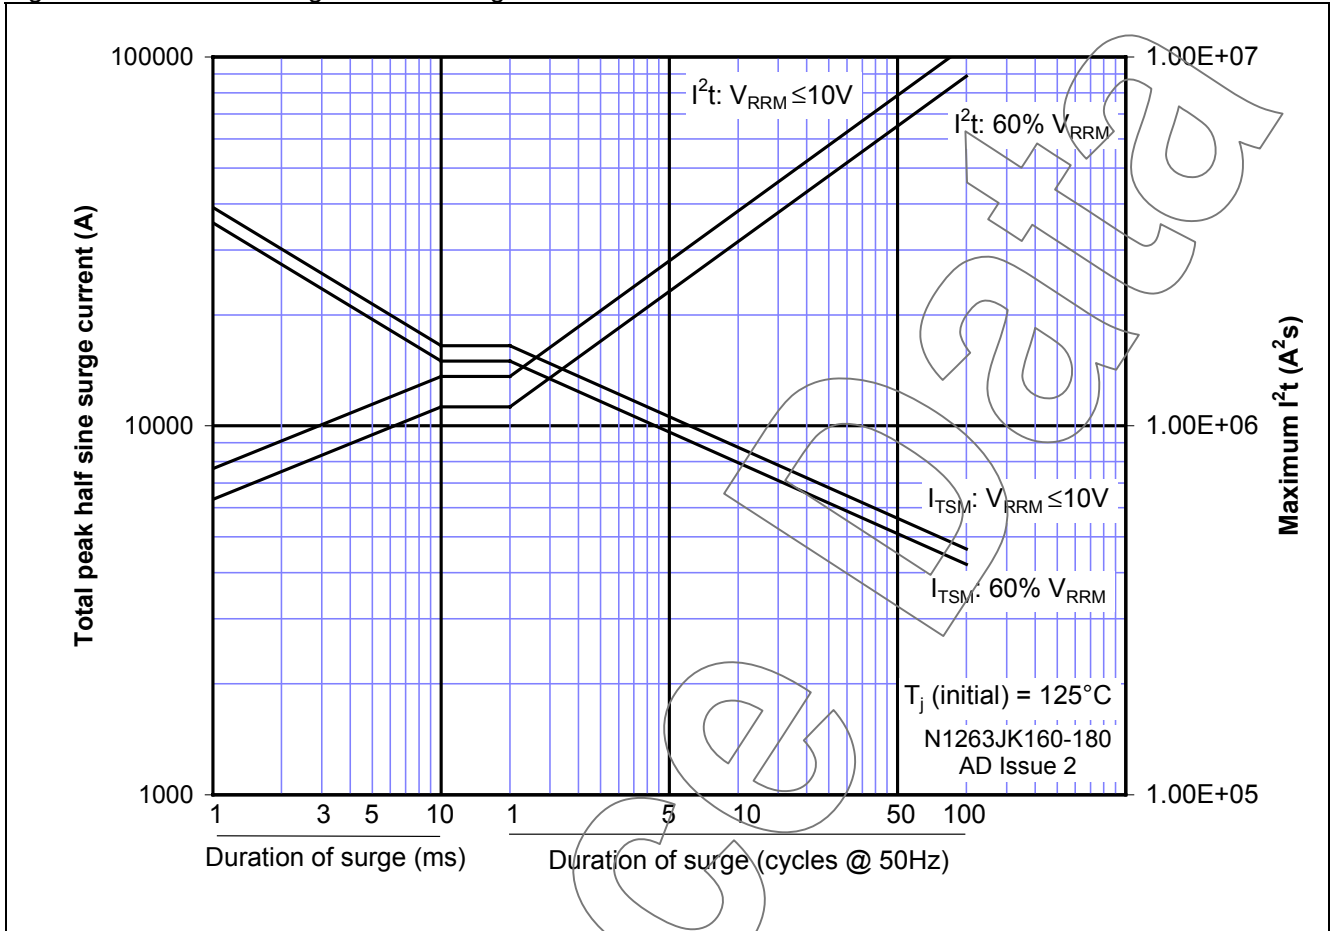 100000
10000
1000
Total peak half sine surge current (A)
I²t: V_RRM ≤10V
I²t: 60% V_RRM
I_TSM: V_RRM ≤10V
I_TSM: 60% V_RRM
T_j (initial) = 125°C
N1263JK160-180
AD Issue 2
1.00E+07
1.00E+06
1.00E+05
Maximum I²t (A²s)
1 3 5 10 1 5 10 50 100
Duration of surge (ms)
Duration of surge (cycles @ 50Hz)